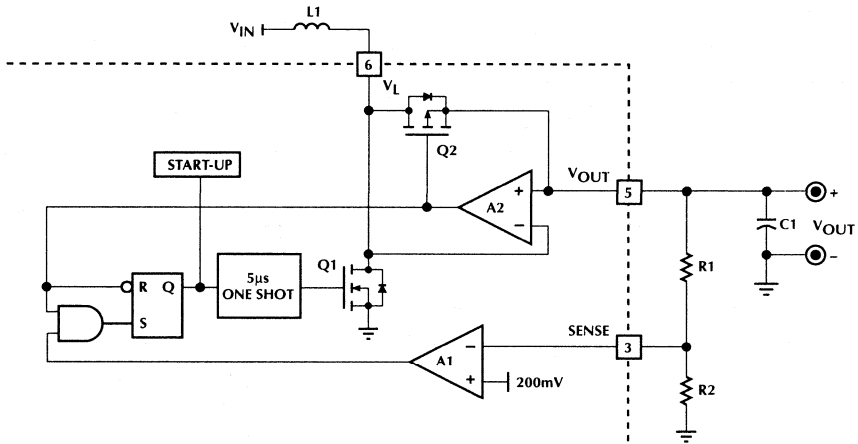 L1
VIN
6
VL
Q2
START-UP
VOUT
5
+
A2
−
+
C1
VOUT
−
R1
Q1
R Q
5µs
ONE SHOT
S
SENSE
3
−
A1
+
200mV
R2